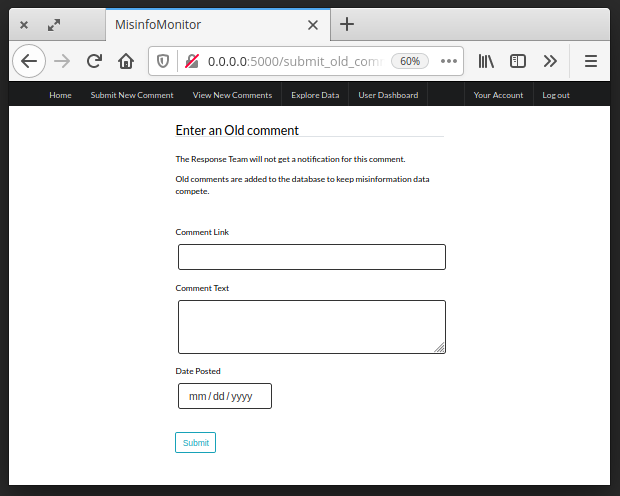 MisinfoMonitor
0.0.0.0:5000/submit_old_com
60%
Home Submit New Comment View New Comments Explore Data User Dashboard Your Account Log out
Enter an Old comment
The Response Team will not get a notification for this comment.
Old comments are added to the database to keep misinformation data
compete.
Comment Link
Comment Text
Date Posted
mm/dd/yyyy
Submit